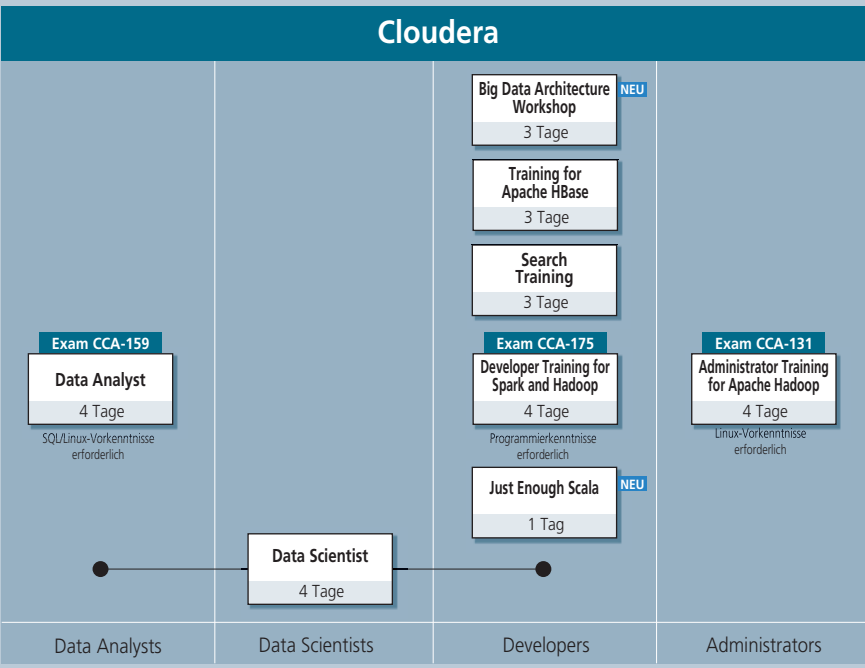 Cloudera
Big Data Architecture
Workshop
NEU
3 Tage
Training for
Apache HBase
3 Tage
Search
Training
3 Tage
Exam CCA-159
Data Analyst
4 Tage
SQL/Linux-Vorkenntnisse
erforderlich
Exam CCA-175
Developer Training for
Spark and Hadoop
4 Tage
Programmierkenntnisse
erforderlich
Exam CCA-131
Administrator Training
for Apache Hadoop
4 Tage
Linux-Vorkenntnisse
erforderlich
Just Enough Scala
NEU
1 Tag
Data Scientist
4 Tage
Data Analysts
Data Scientists
Developers
Administrators